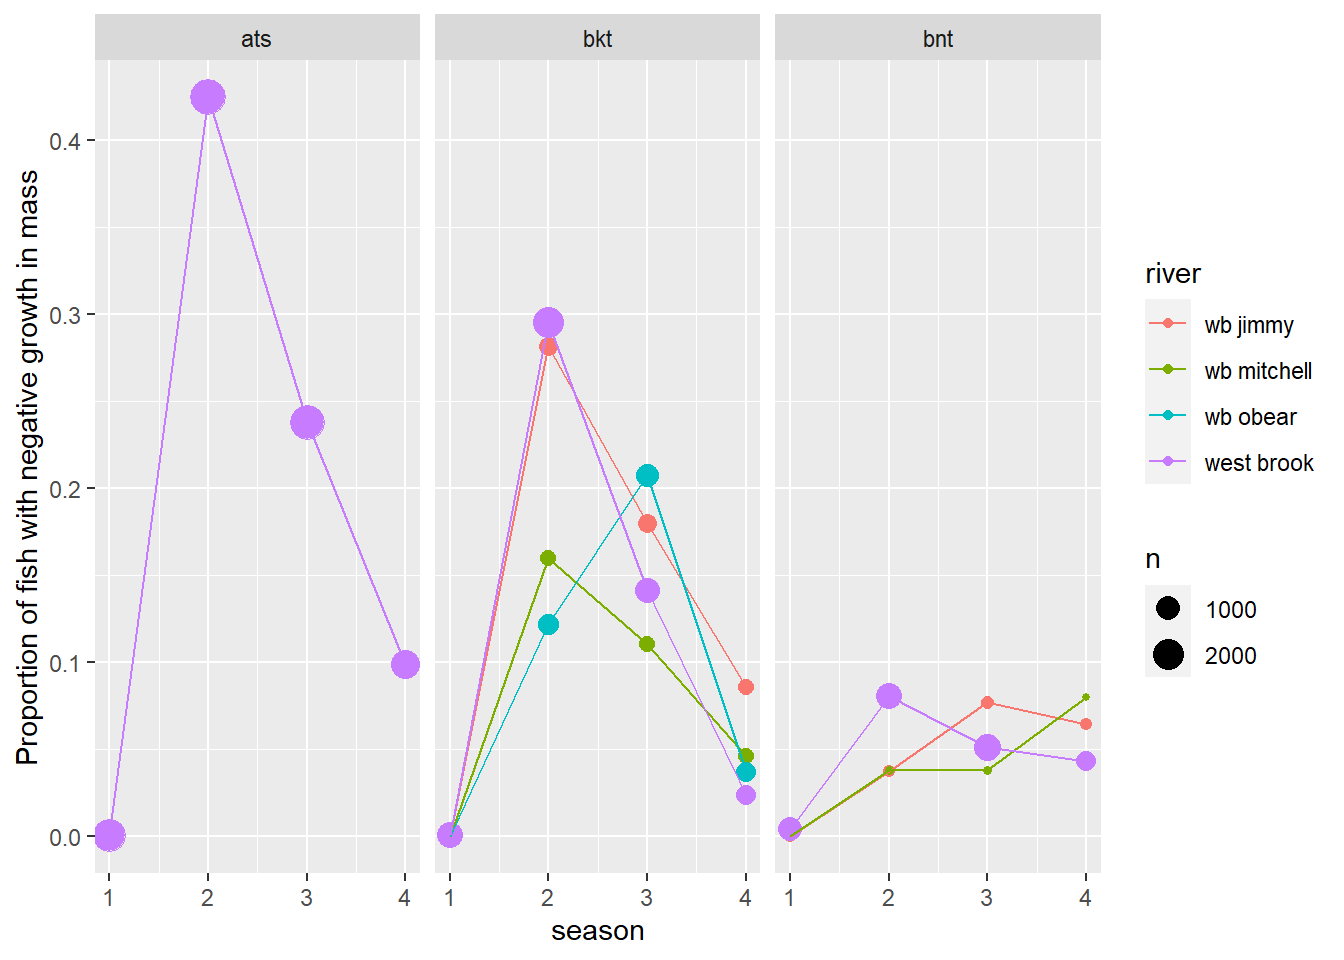 ats
bkt
bnt
Proportion of fish with negative growth in mass
0.4
0.3
0.2
0.1
0.0
1 2 3 4
1 2 3 4
1 2 3 4
season
river
wb jimmy
wb mitchell
wb obear
west brook
n
1000
2000